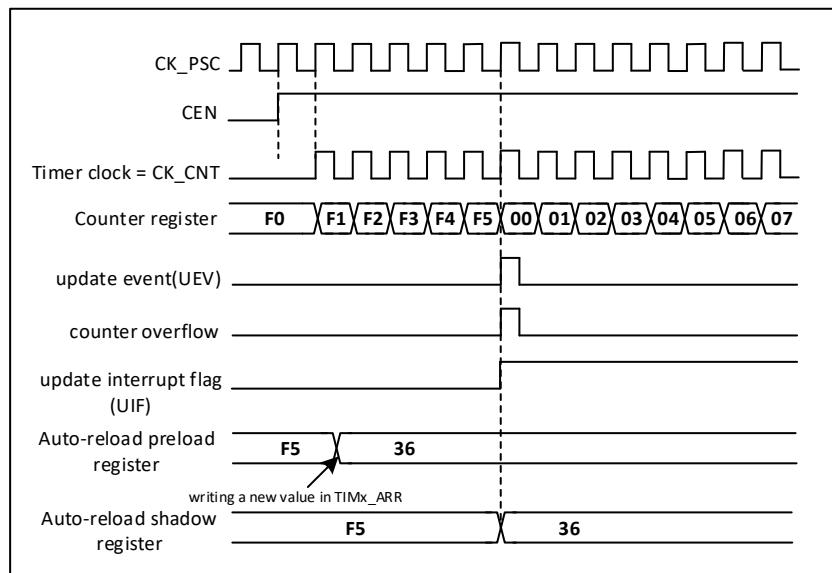 CK_PSC
CEN
Timer clock = CK_CNT
Counter register
F0 F1 F2 F3 F4 F5 00 01 02 03 04 05 06 07
update event(UEV)
counter overflow
update interrupt flag
(UIF)
Auto-reload preload
register
F5 36
writing a new value in TIMx_ARR
Auto-reload shadow
register
F5 36